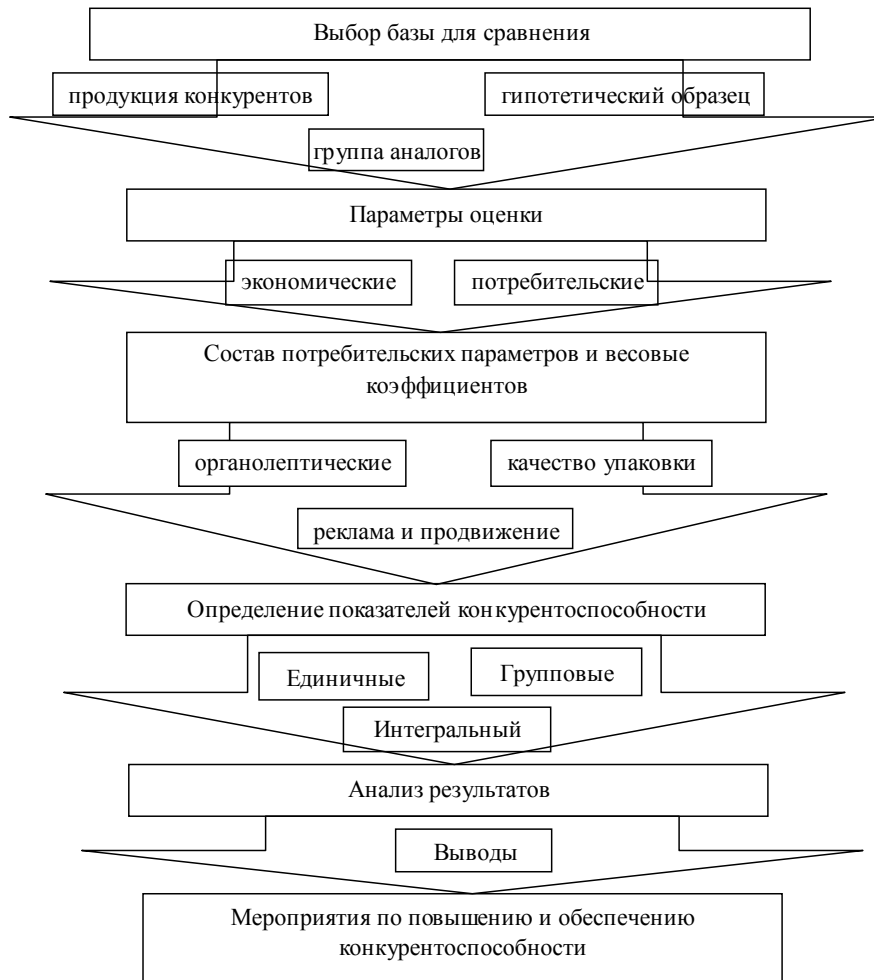 Выбор базы для сравнения
продукция конкурентов
гипотетический образец
группа аналогов
Параметры оценки
экономические
потребительские
Состав потребительских параметров и весовые
коэффициентов
органолептические
качество упаковки
реклама и продвижение
Определение показателей конкурентоспособности
Единичные
Групповые
Интегральный
Анализ результатов
Выводы
Мероприятия по повышению и обеспечению
конкурентоспособности